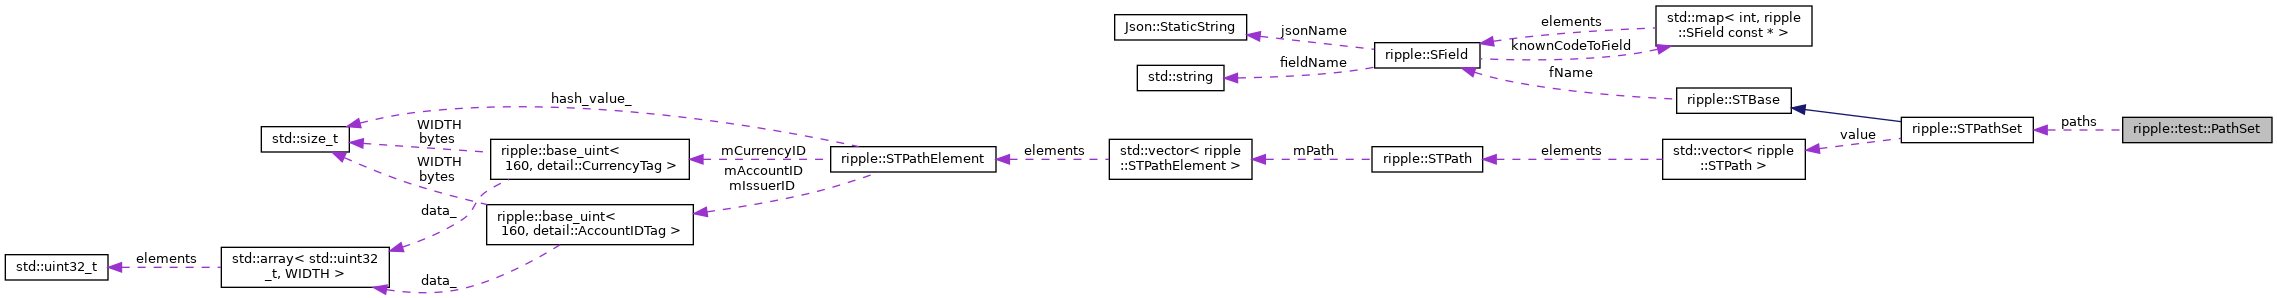 Json::StaticString
jsonName
elements
std::map< int, ripple
::SField const * >
ripple::SField
knownCodeToField
std::string
fieldName
fName
ripple::STBase
hash_value_
std::size_t
WIDTH
bytes
WIDTH
bytes
ripple::base_uint<
160, detail::CurrencyTag >
mCurrencyID
mAccountID
mIssuerID
ripple::STPathElement
elements
std::vector< ripple
::STPathElement >
mPath
ripple::STPath
elements
std::vector< ripple
::STPath >
value
ripple::STPathSet
paths
ripple::test::PathSet
data_
ripple::base_uint<
160, detail::AccountIDTag >
std::uint32_t
elements
std::array< std::uint32
_t, WIDTH >
data_